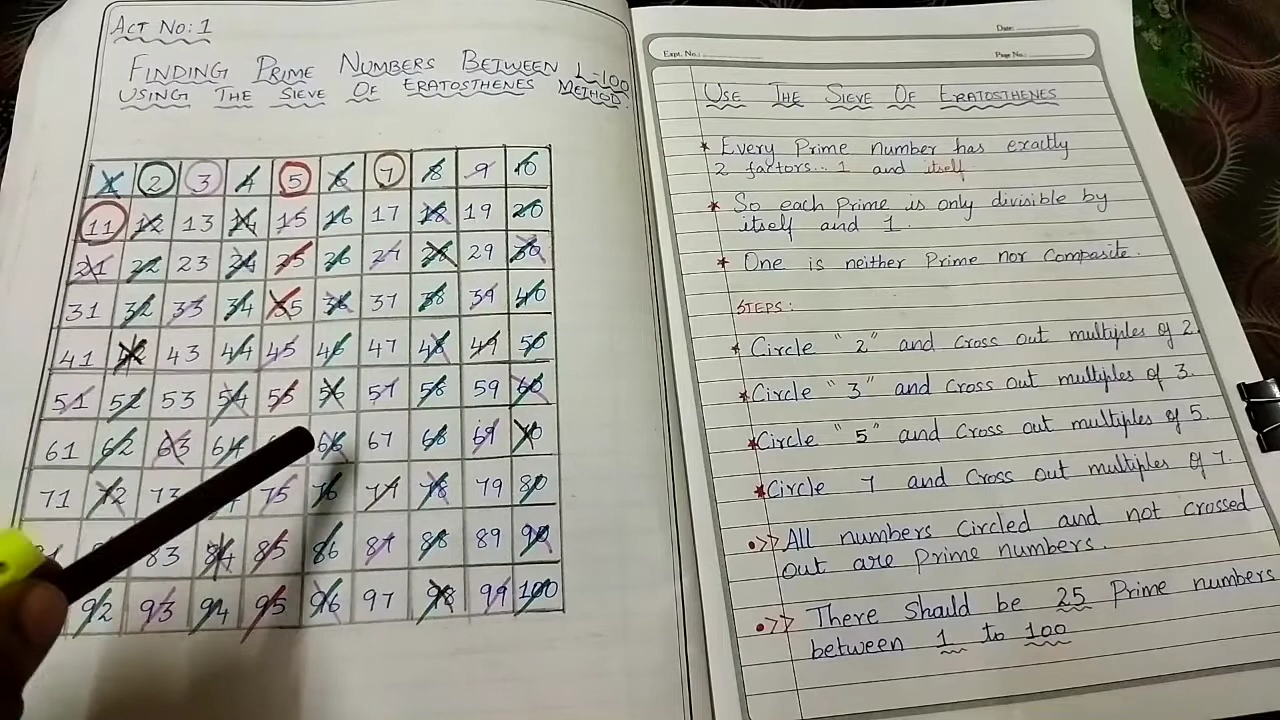 ACT No: 1
FINDING PRIME NUMBERS BETWEEN 1-100
USING THE SIEVE OF ERATOSTHENES METHOD.
1 2 3 4 5 6 7 8 9 10
11 12 13 14 15 16 17 18 19 20
21 22 23 24 25 26 27 28 29 30
31 32 33 34 35 36 37 38 39 40
41 42 43 44 45 46 47 48 49 50
51 52 53 54 55 56 57 58 59 60
61 62 63 64 66 67 68 69 70
71 72 73 75 76 77 78 79 80
83 84 85 86 87 88 89 90
92 93 94 95 96 97 98 99 100
Date:
Expt. No.:
Page No.:
USE THE SIEVE OF ERATOSTHENES
* Every Prime number has exactly
2 factors... 1 and itself
* So each Prime is only divisible by
itself and 1.
* One is neither Prime nor Composite.
STEPS:
* Circle "2" and Cross out multiples of 2.
* Circle "3" and Cross out multiples of 3.
* Circle "5" and Cross out multiples of 5.
* Circle 7 and Cross out multiples of 7.
•>> All numbers Circled and not crossed
out are Prime numbers.
•>> There should be 25 Prime numbers
between 1 to 100